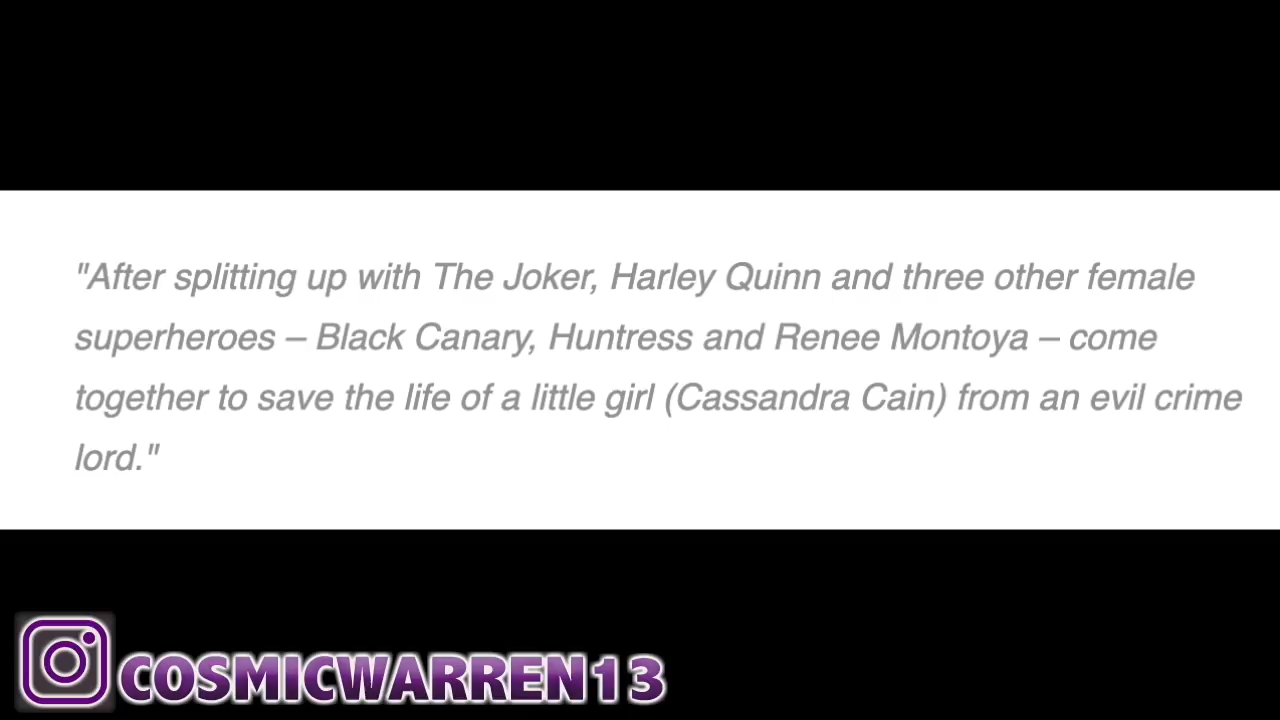 "After splitting up with The Joker, Harley Quinn and three other female
superheroes – Black Canary, Huntress and Renee Montoya – come
together to save the life of a little girl (Cassandra Cain) from an evil crime
lord."
COSMICWARREN13